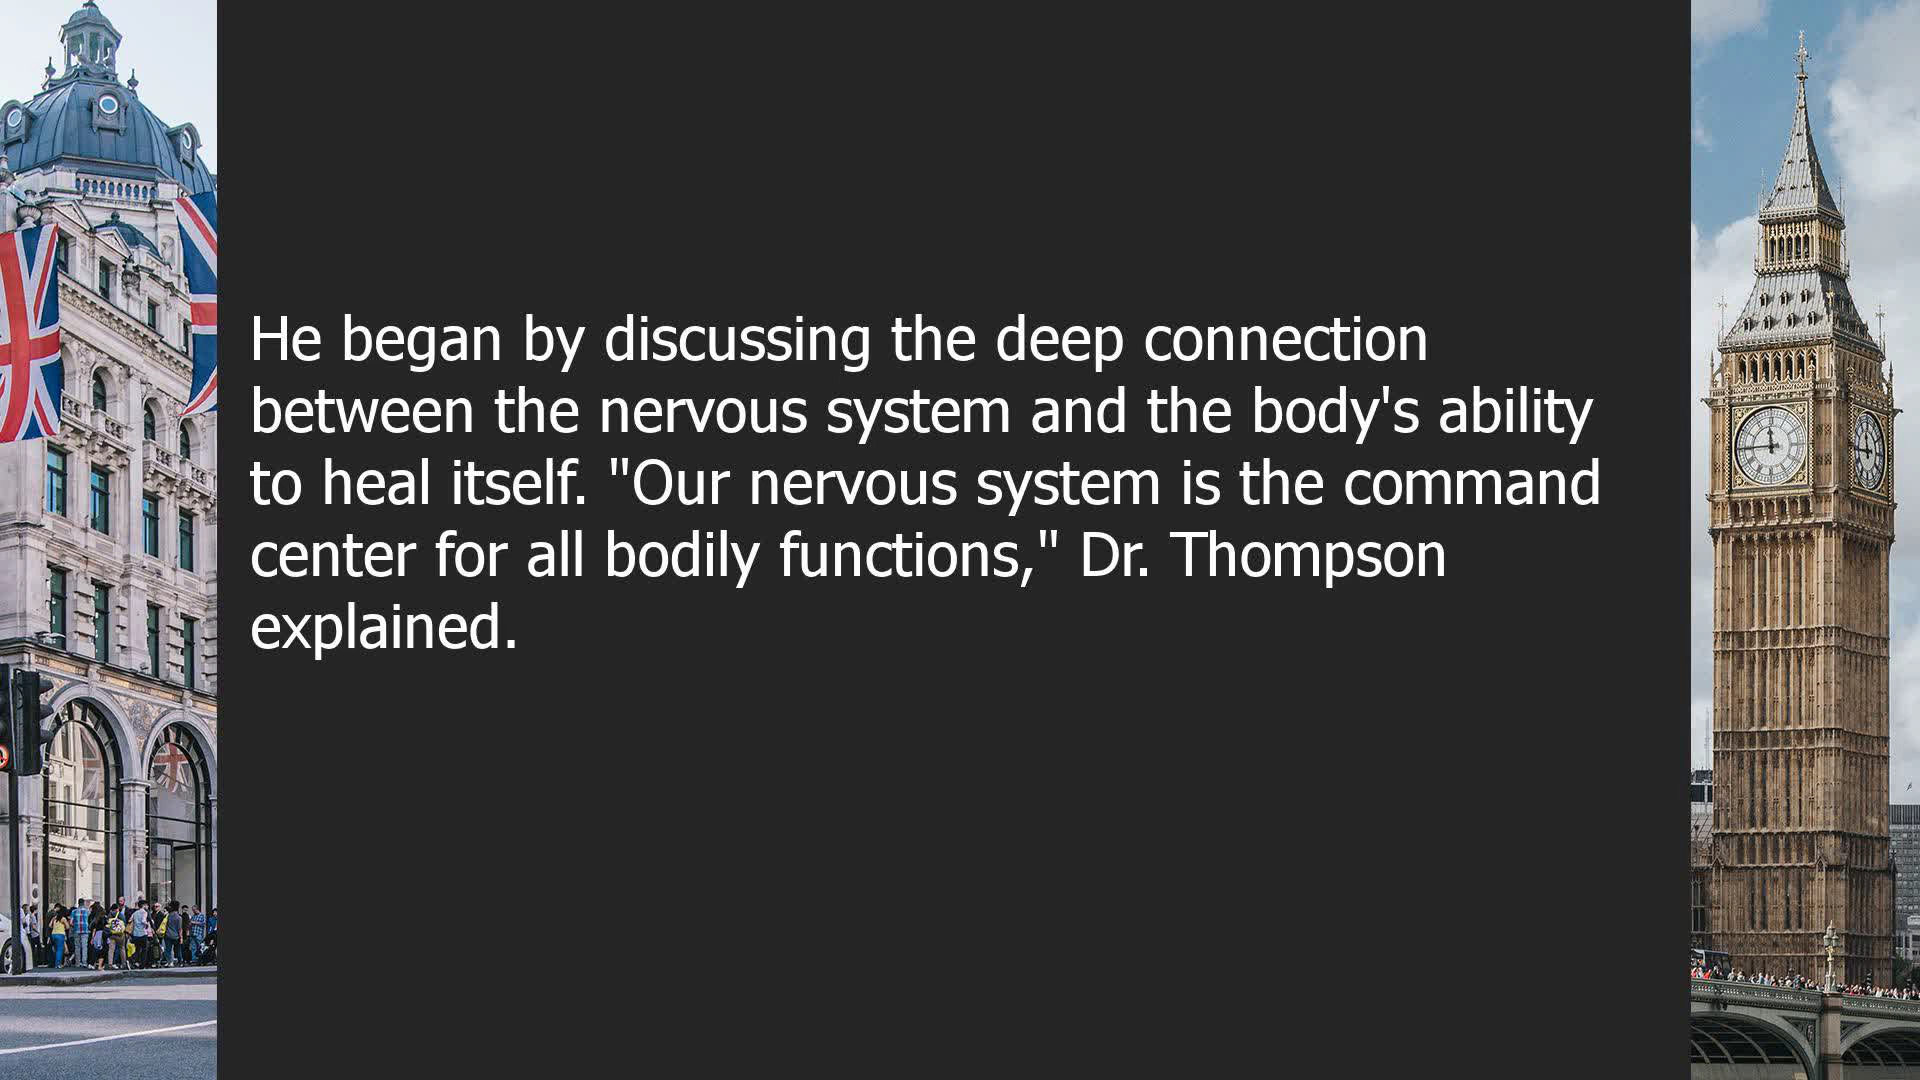 He began by discussing the deep connection
between the nervous system and the body's ability
to heal itself. "Our nervous system is the command
center for all bodily functions," Dr. Thompson
explained.